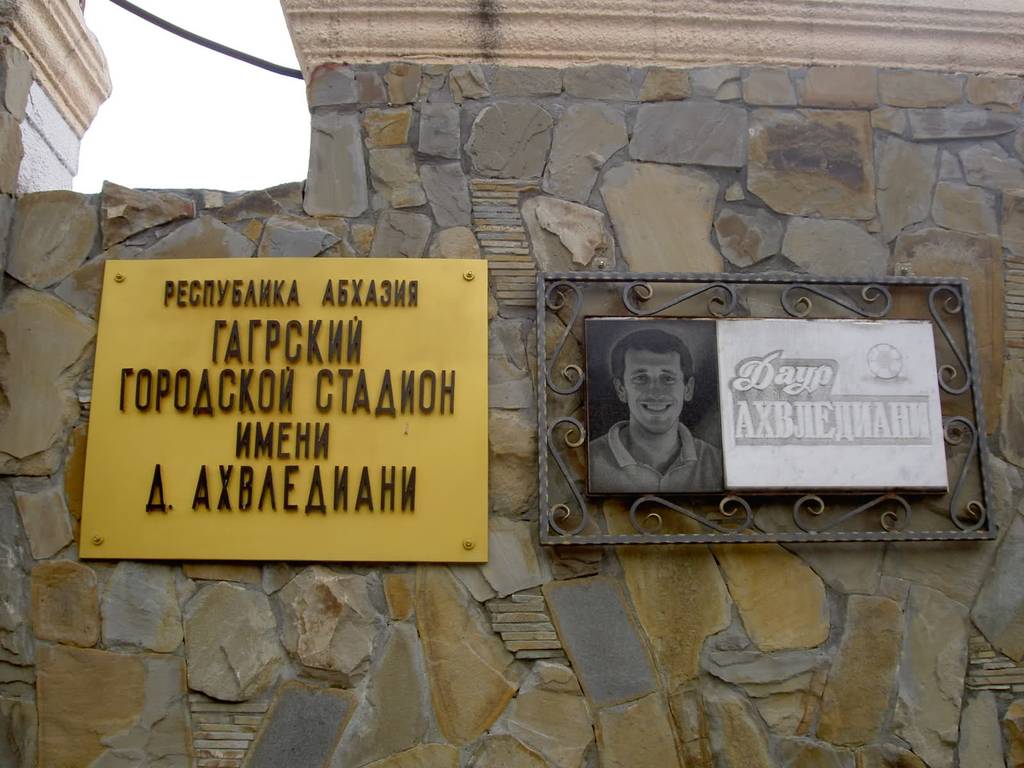 РЕСПУБЛИКА АБХАЗИЯ
ГАГРСКИЙ
ГОРОДСКОЙ СТАДИОН
ИМЕНИ
Д. АХВЛЕДИАНИ
Даур
АХВЛЕДИАНИ